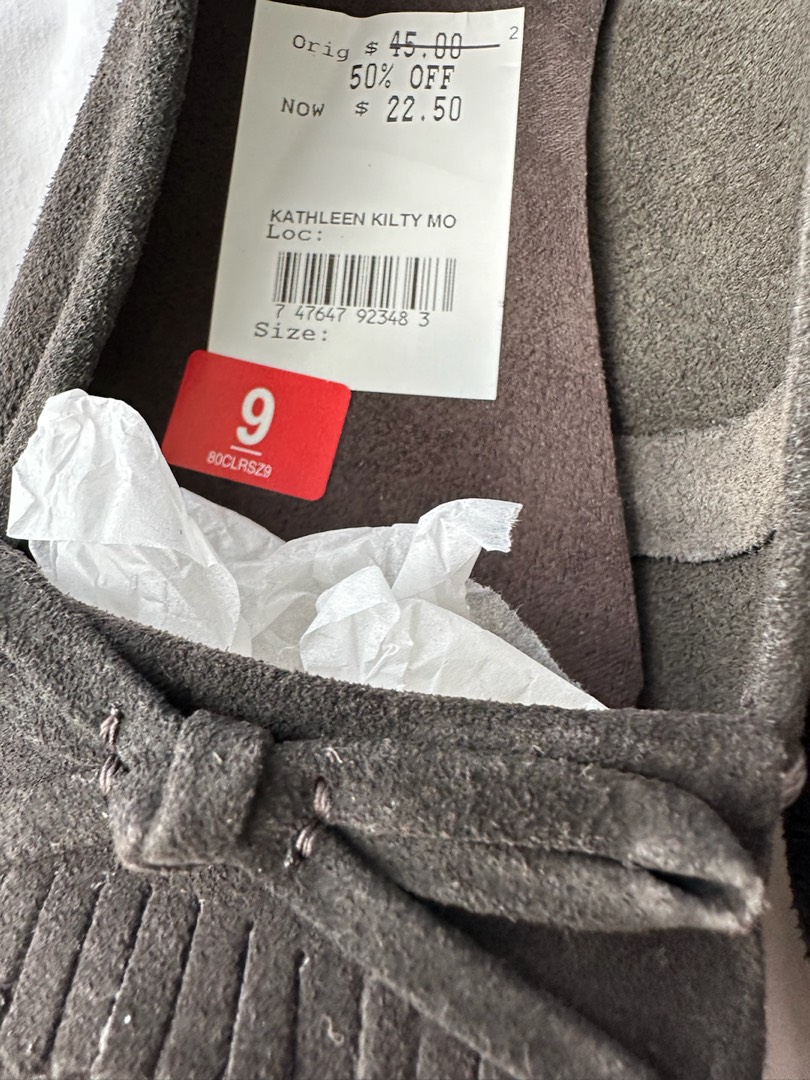 2
Orig $ 45.00
50% OFF
Now $ 22.50
KATHLEEN KILTY MO
Loc:
7 47647 92348 3
Size:
9
80CLRSZ9